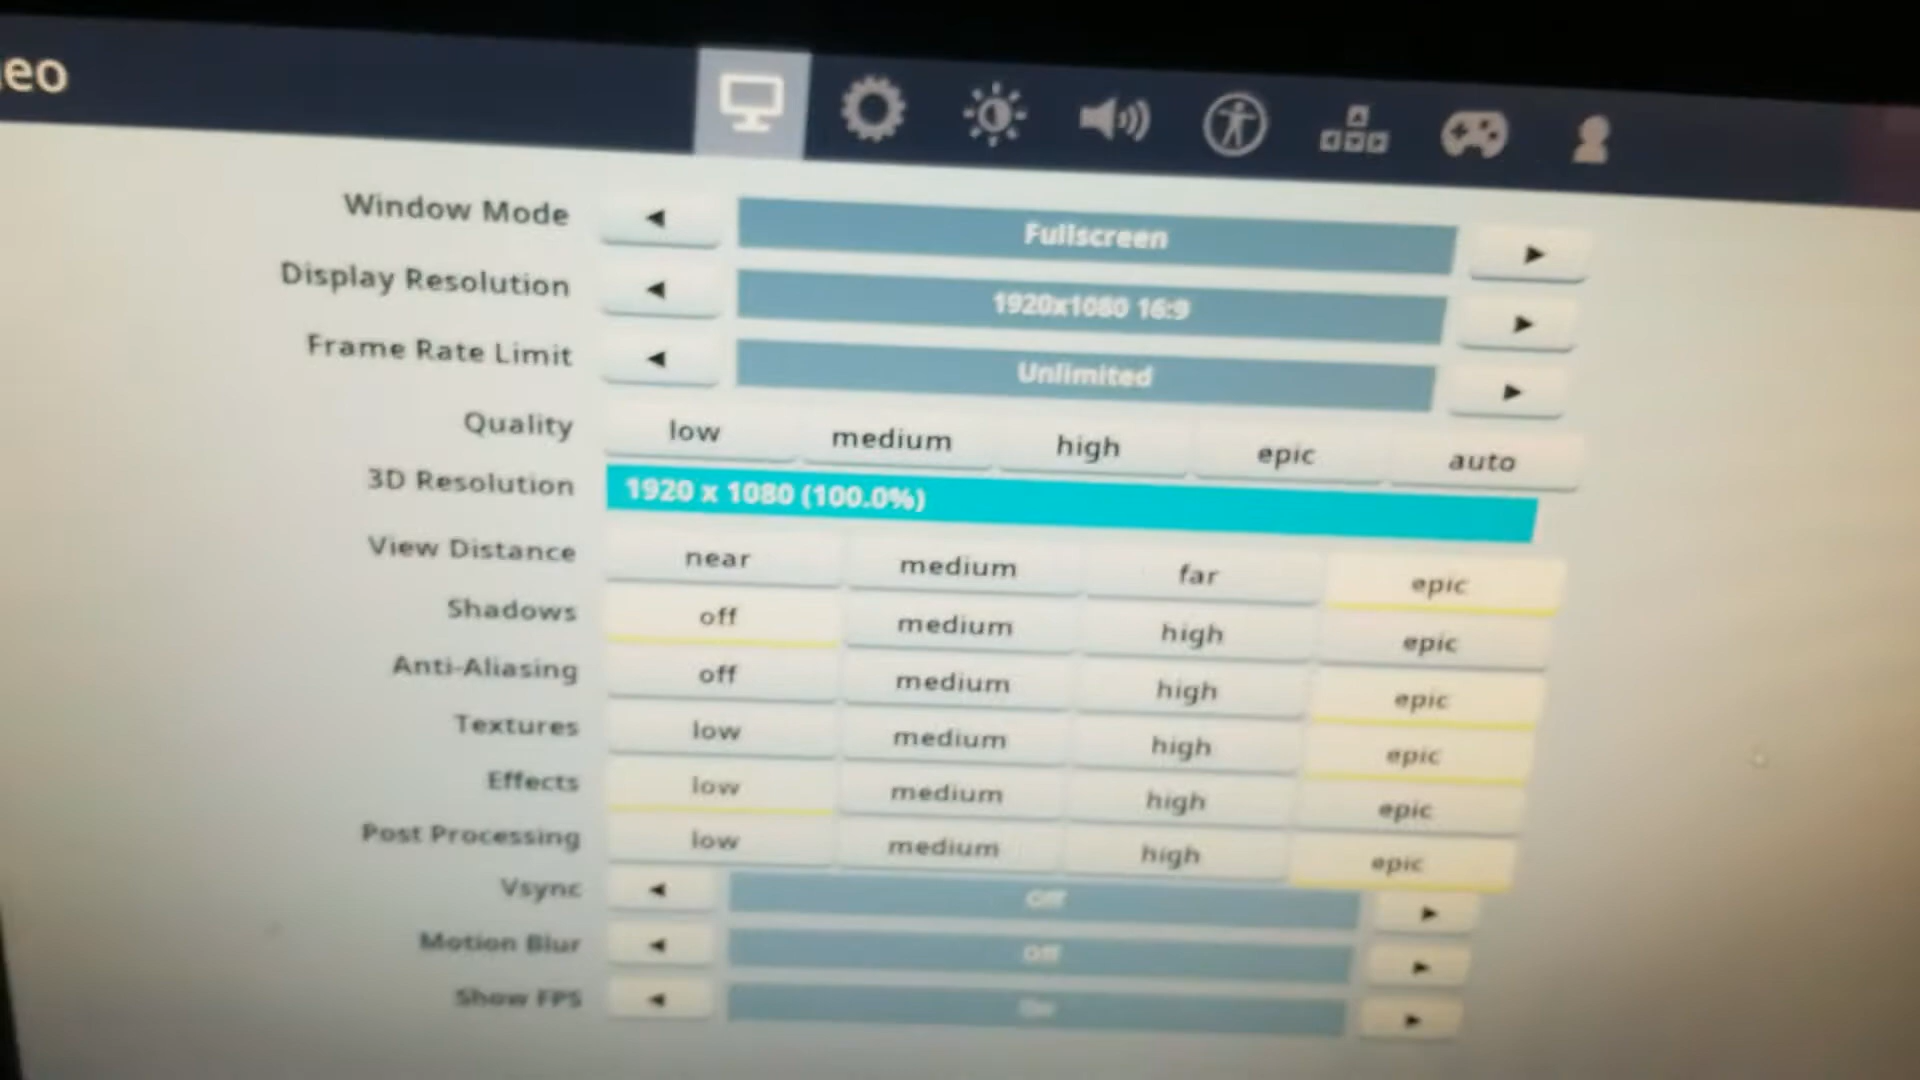 eo
Window Mode Fullscreen
Display Resolution 1920x1080 16:9
Frame Rate Limit Unlimited
Quality low medium high epic auto
3D Resolution 1920 x 1080 (100.0%)
View Distance near medium far epic
Shadows off medium high epic
Anti-Aliasing off medium high epic
Textures low medium high epic
Effects low medium high epic
Post Processing low medium high epic
Vsync Off
Motion Blur Off
Show FPS